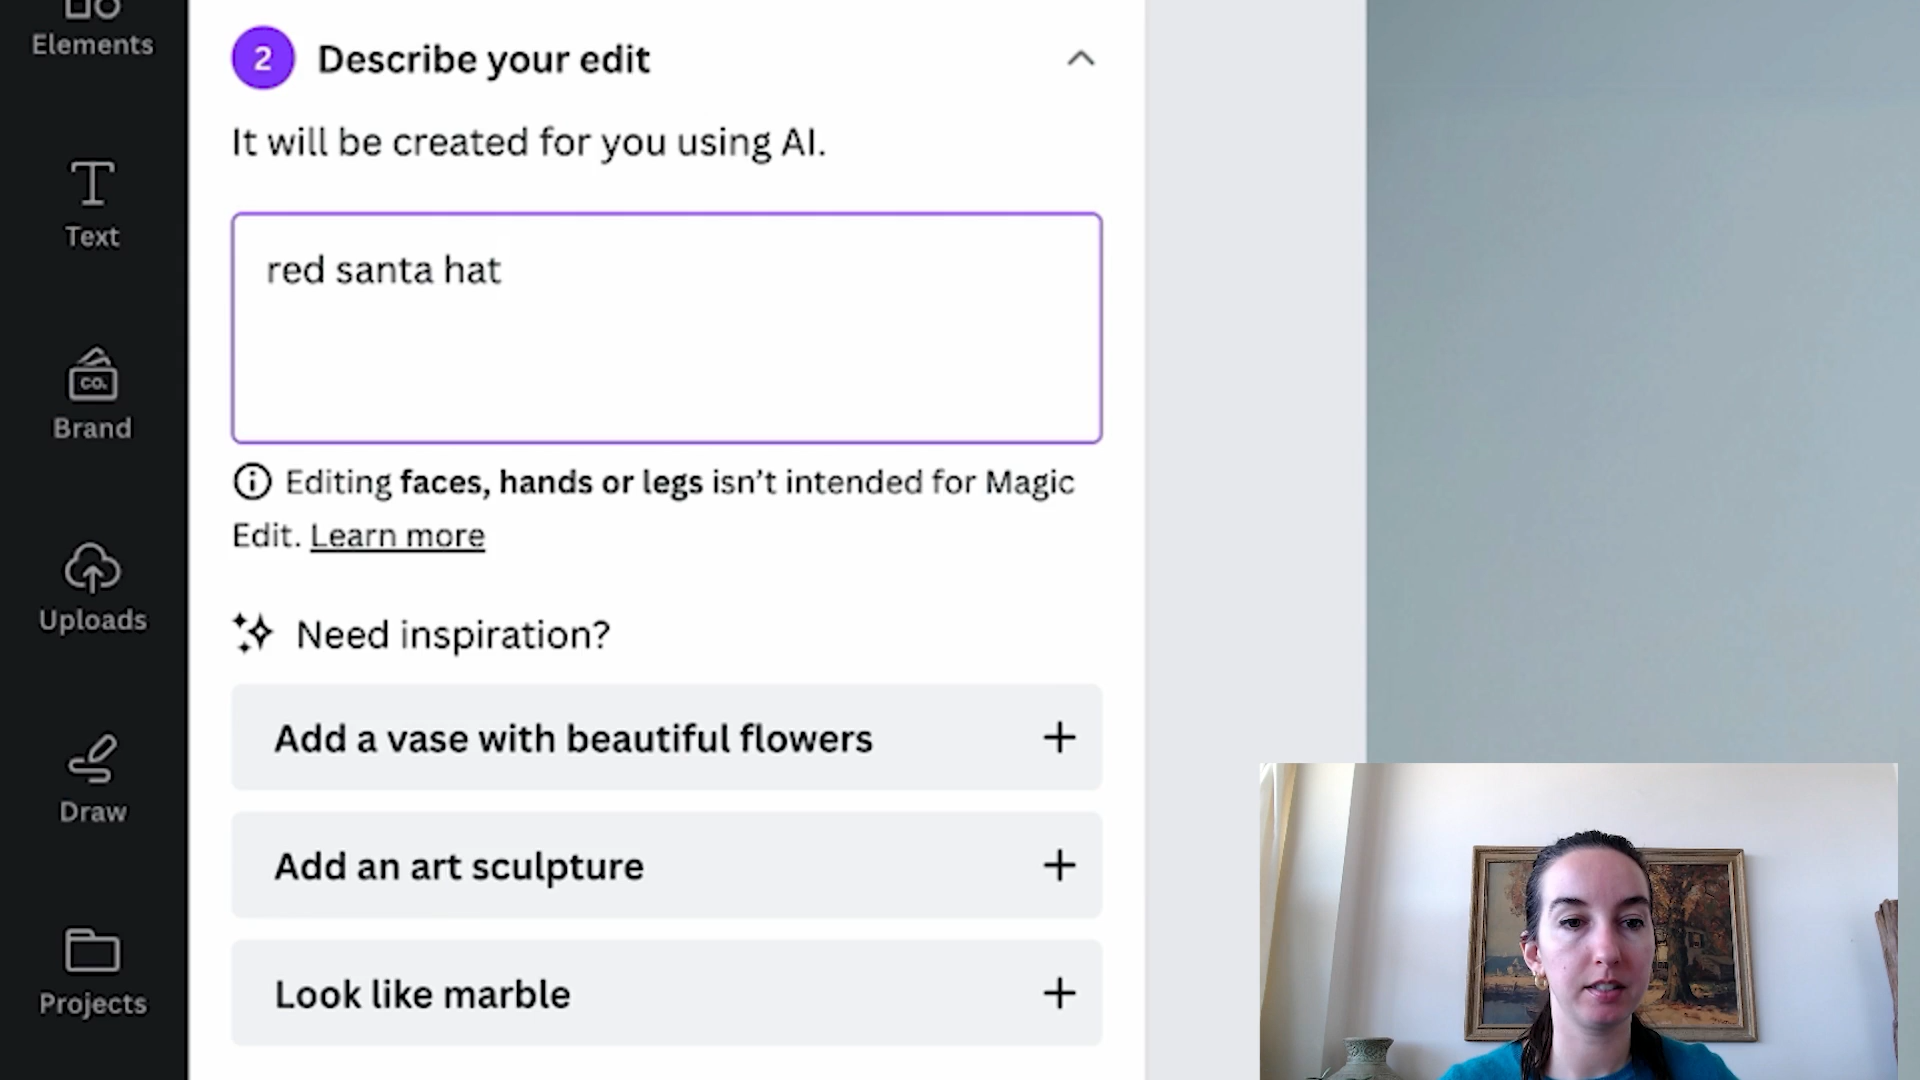 Elements
Text
Brand
CO.
Uploads
Draw
Projects
2 Describe your edit
It will be created for you using AI.
red santa hat
Editing faces, hands or legs isn't intended for Magic
Edit. Learn more
Need inspiration?
Add a vase with beautiful flowers
Add an art sculpture
Look like marble